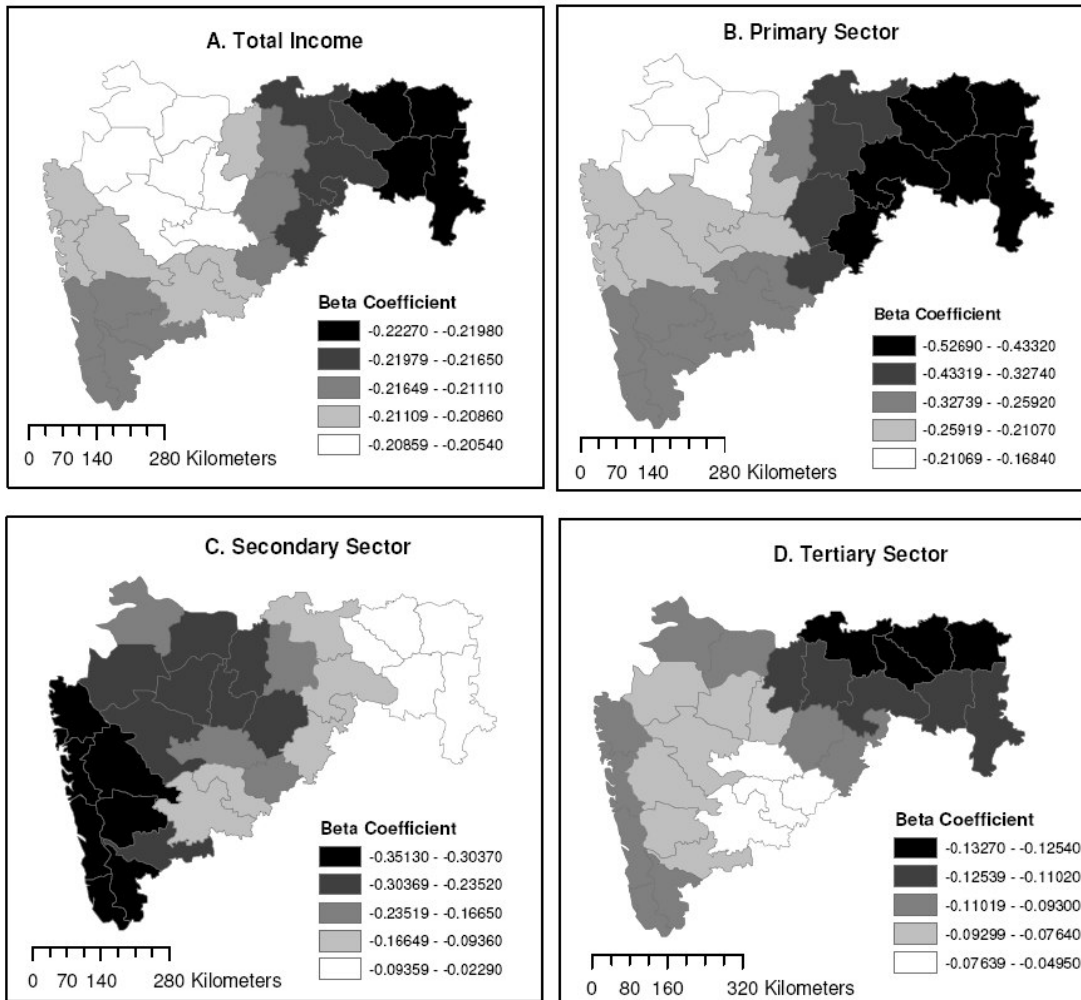 A. Total Income
Beta Coefficient
-0.22270 - -0.21980
-0.21979 - -0.21650
-0.21649 - -0.21110
-0.21109 - -0.20860
-0.20859 - -0.20540
0 70 140 280 Kilometers
B. Primary Sector
Beta Coefficient
-0.52690 - -0.43320
-0.43319 - -0.32740
-0.32739 - -0.25920
-0.25919 - -0.21070
-0.21069 - -0.16840
0 70 140 280 Kilometers
C. Secondary Sector
Beta Coefficient
-0.35130 - -0.30370
-0.30369 - -0.23520
-0.23519 - -0.16650
-0.16649 - -0.09360
-0.09359 - -0.02290
0 70 140 280 Kilometers
D. Tertiary Sector
Beta Coefficient
-0.13270 - -0.12540
-0.12539 - -0.11020
-0.11019 - -0.09300
-0.09299 - -0.07640
-0.07639 - -0.04950
0 80 160 320 Kilometers